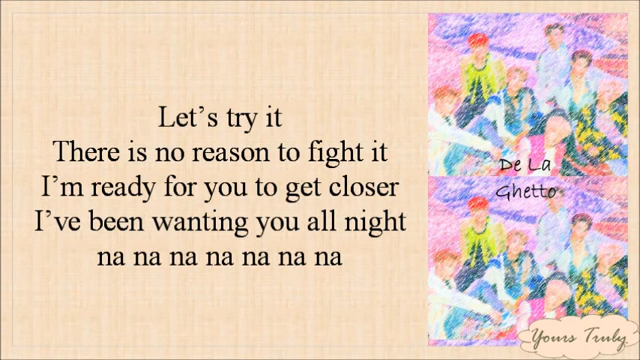 Let’s try it
There is no reason to fight it
I’m ready for you to get closer
I’ve been wanting you all night
na na na na na na na
De La
Ghetto
Yours Truly